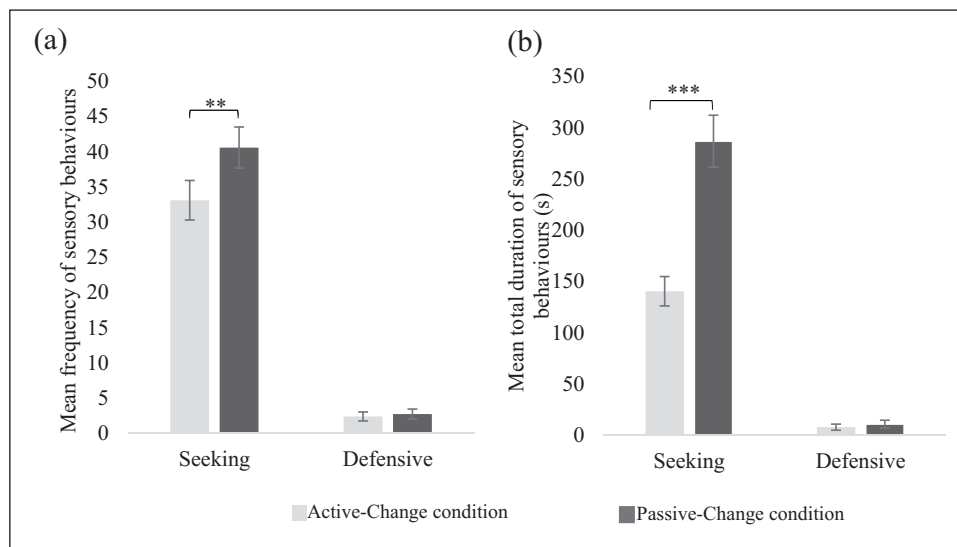 (a)
Mean frequency of sensory behaviours
50
45
40
35
30
25
20
15
10
5
0
**
Seeking
Defensive
(b)
Mean total duration of sensory
behaviours (s)
350
300
250
200
150
100
50
0
***
Seeking
Defensive
Active-Change condition
Passive-Change condition